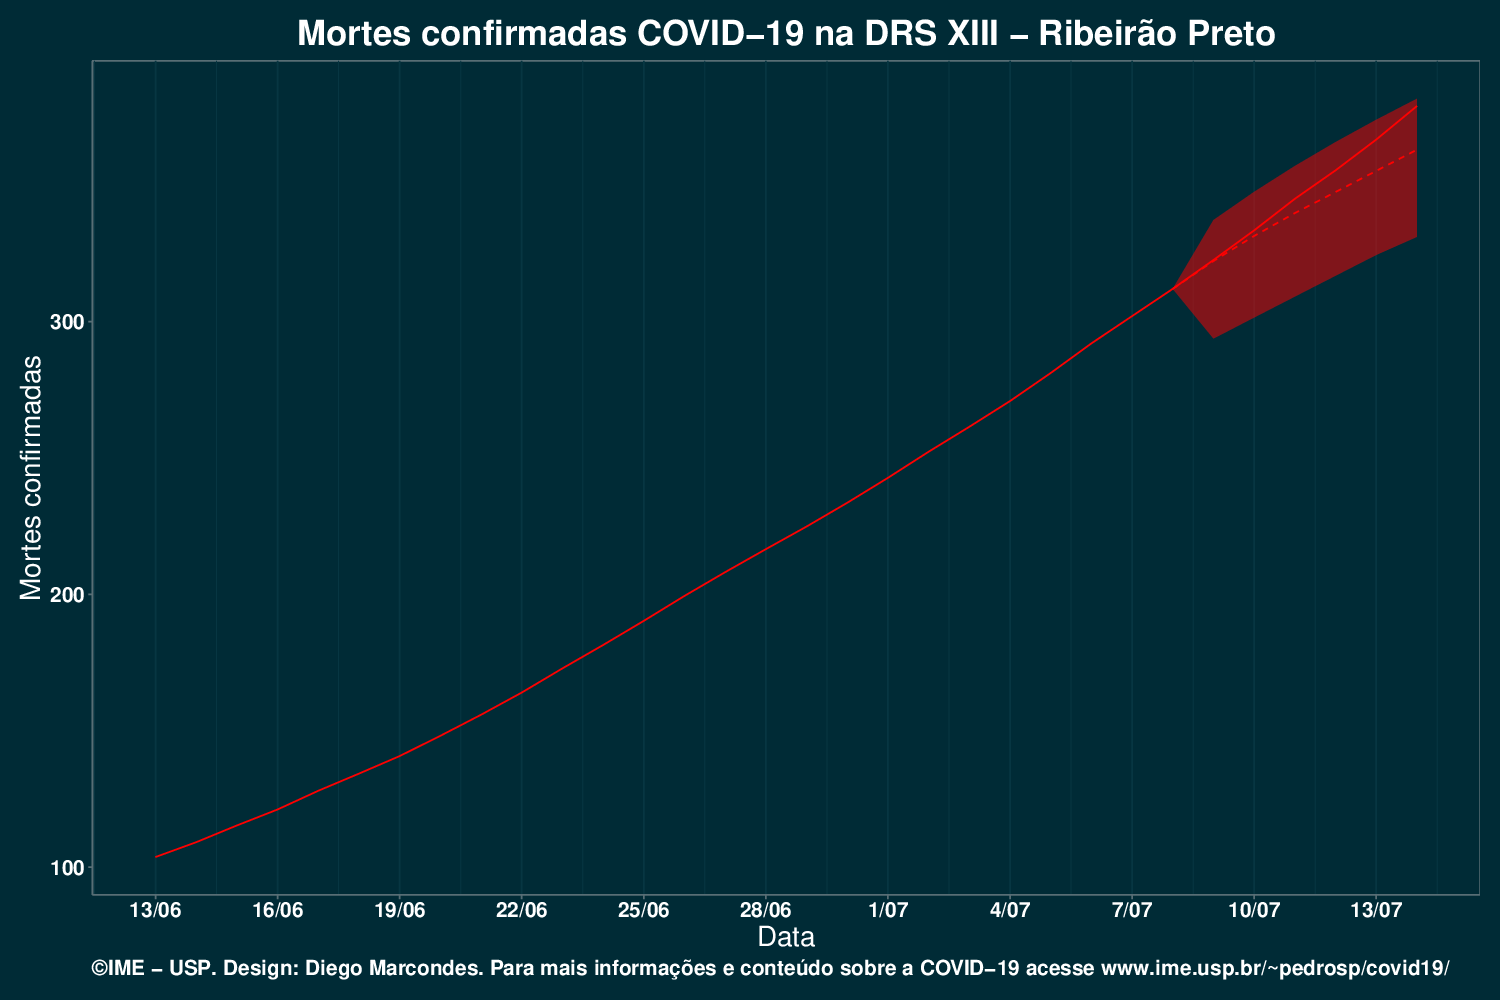 Mortes confirmadas COVID−19 na DRS XIII − Ribeirão Preto
300
200
100
Mortes confirmadas
13/06 16/06 19/06 22/06 25/06 28/06 1/07 4/07 7/07 10/07 13/07
Data
©IME − USP. Design: Diego Marcondes. Para mais informações e conteúdo sobre a COVID−19 acesse www.ime.usp.br/~pedrosp/covid19/